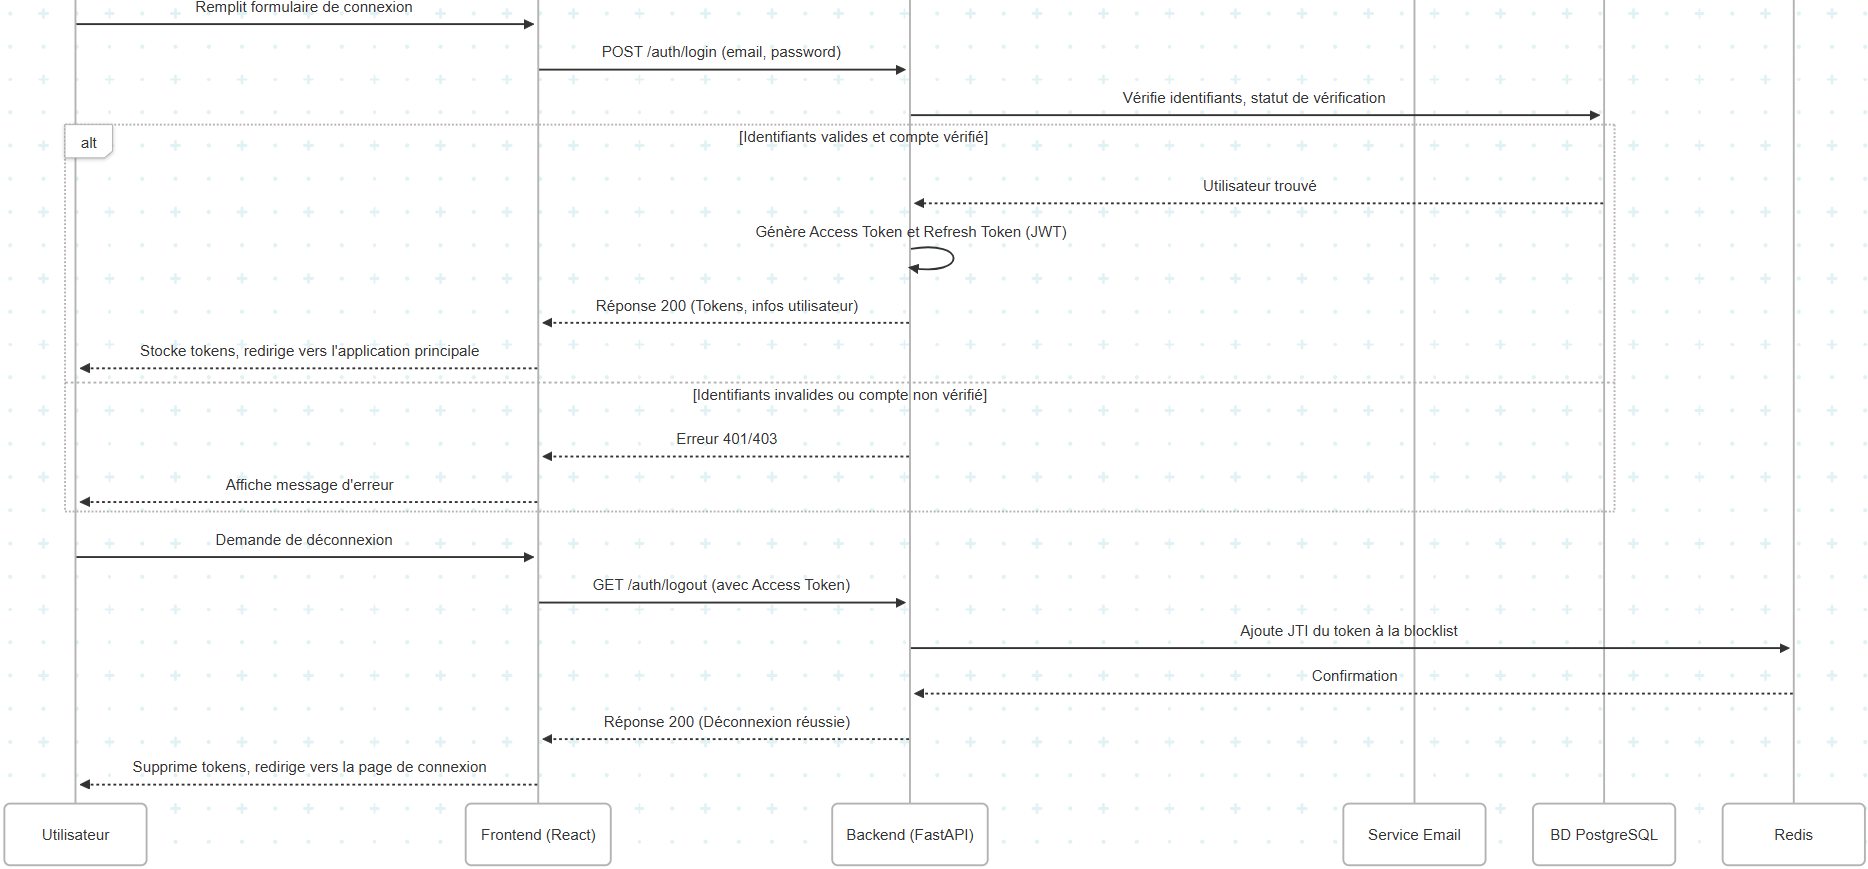 Remplit formulaire de connexion
POST /auth/login (email, password)
Vérifie identifiants, statut de vérification
alt
[Identifiants valides et compte vérifié]
Utilisateur trouvé
Génère Access Token et Refresh Token (JWT)
Réponse 200 (Tokens, infos utilisateur)
Stocke tokens, redirige vers l'application principale
[Identifiants invalides ou compte non vérifié]
Erreur 401/403
Affiche message d'erreur
Demande de déconnexion
GET /auth/logout (avec Access Token)
Ajoute JTI du token à la blocklist
Confirmation
Réponse 200 (Déconnexion réussie)
Supprime tokens, redirige vers la page de connexion
Utilisateur
Frontend (React)
Backend (FastAPI)
Service Email
BD PostgreSQL
Redis